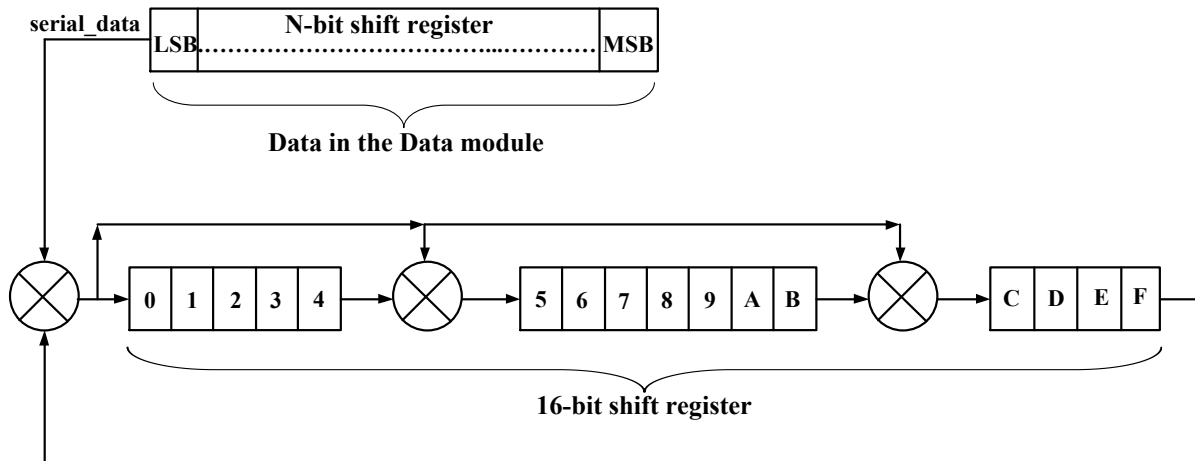 serial_data
N-bit shift register
LSB............................................MSB
Data in the Data module
0 1 2 3 4 5 6 7 8 9 A B C D E F
16-bit shift register